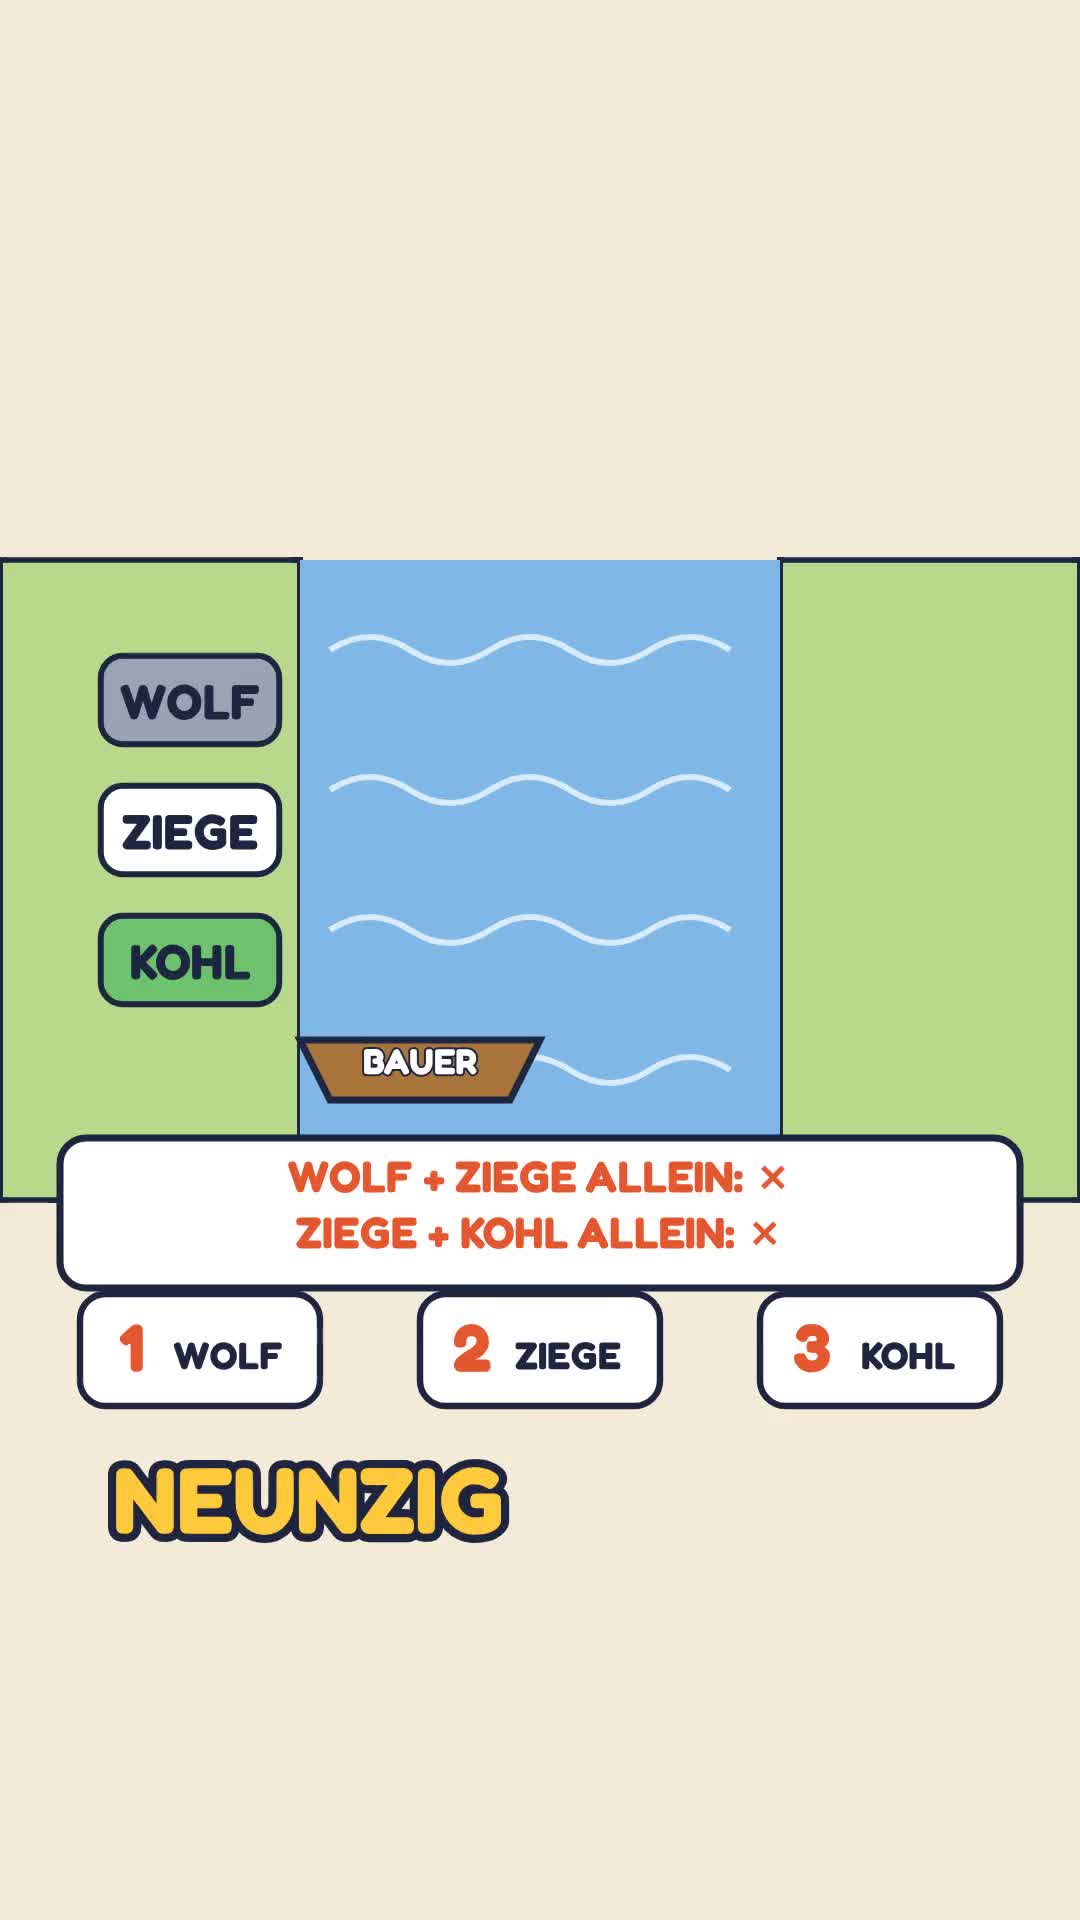 WOLF
ZIEGE
KOHL
BAUER
WOLF + ZIEGE ALLEIN: ×
ZIEGE + KOHL ALLEIN: ×
1 WOLF
2 ZIEGE
3 KOHL
NEUNZIG